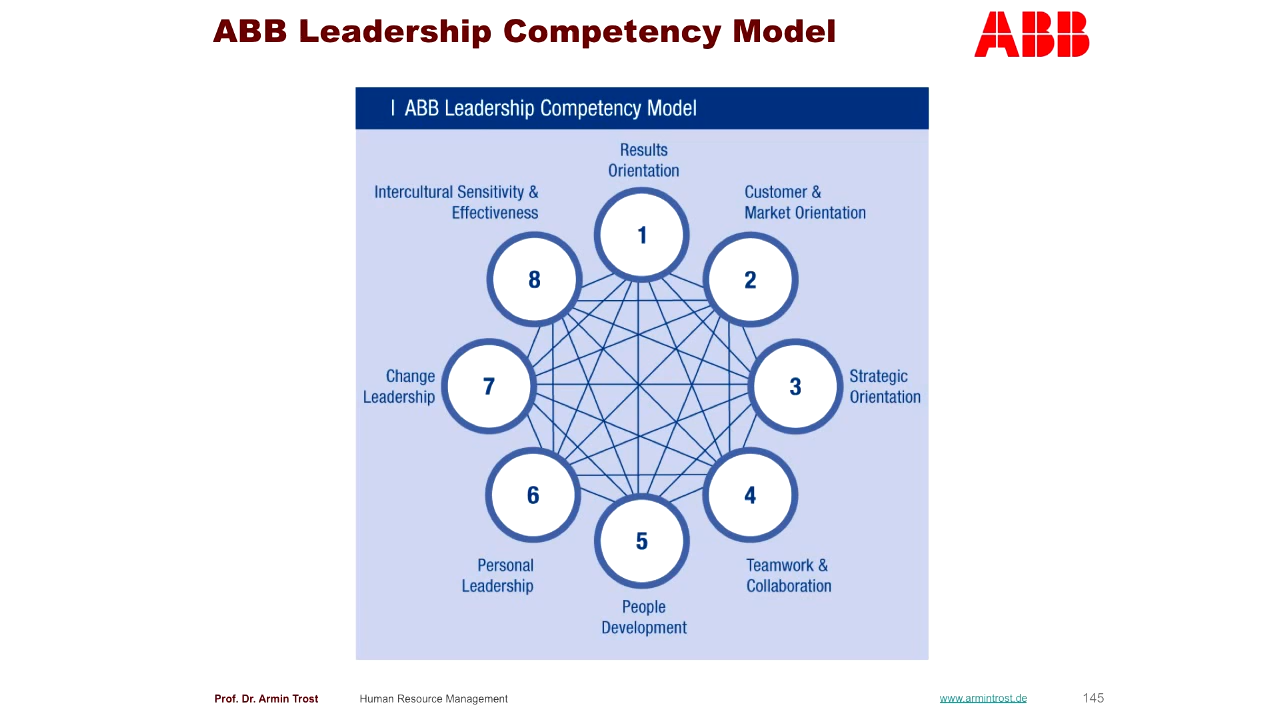 ABB Leadership Competency Model
ABB
| ABB Leadership Competency Model
Results
Orientation
1
Customer &
Market Orientation
2
Strategic
Orientation
3
Teamwork &
Collaboration
4
People
Development
5
Personal
Leadership
6
Change
Leadership
7
Intercultural Sensitivity &
Effectiveness
8
Prof. Dr. Armin Trost
Human Resource Management
www.armintrost.de
145